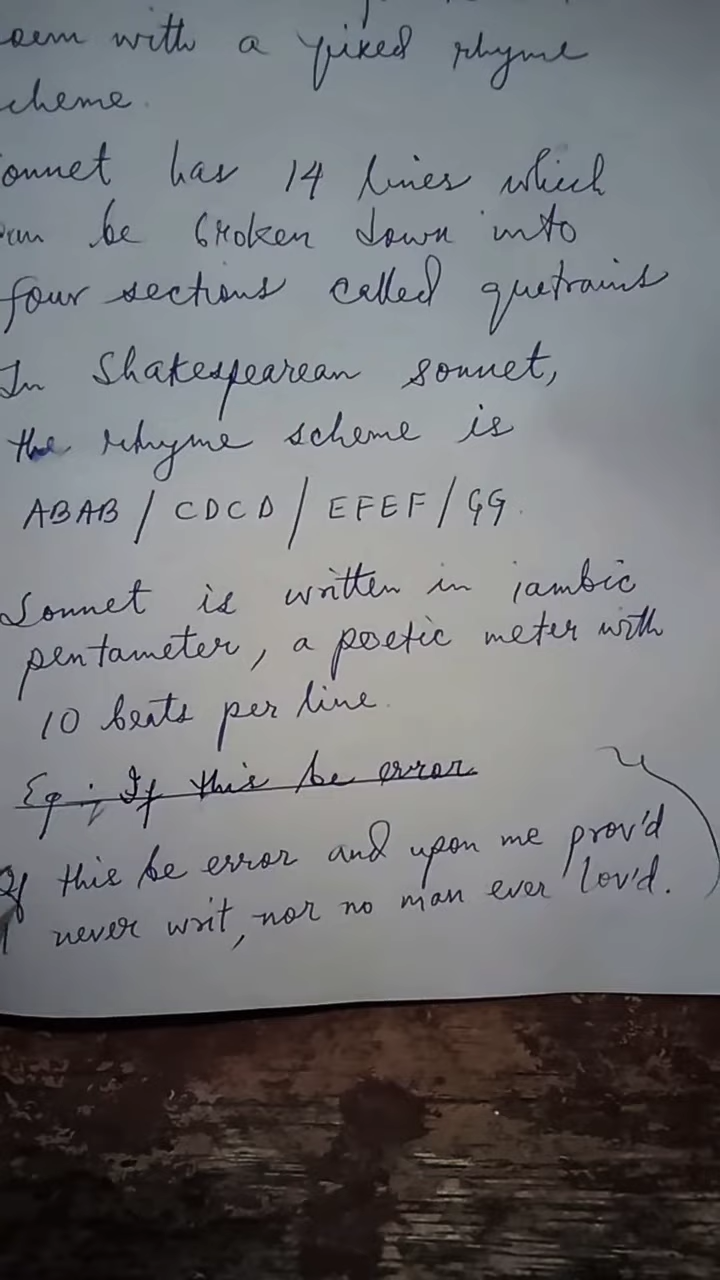 oem with a fixed rhyme
cheme.
onnet has 14 lines which
can be broken down into
four sections called quetrains
In Shakespearean sonnet,
the rhyme scheme is
ABAB / CDCD / EFEF / GG.
Sonnet is written in iambic
pentameter, a poetic meter with
10 beats per line.
Eg :- If this be error
If this be error and upon me prov'd
I never writ, nor no man ever lov'd.